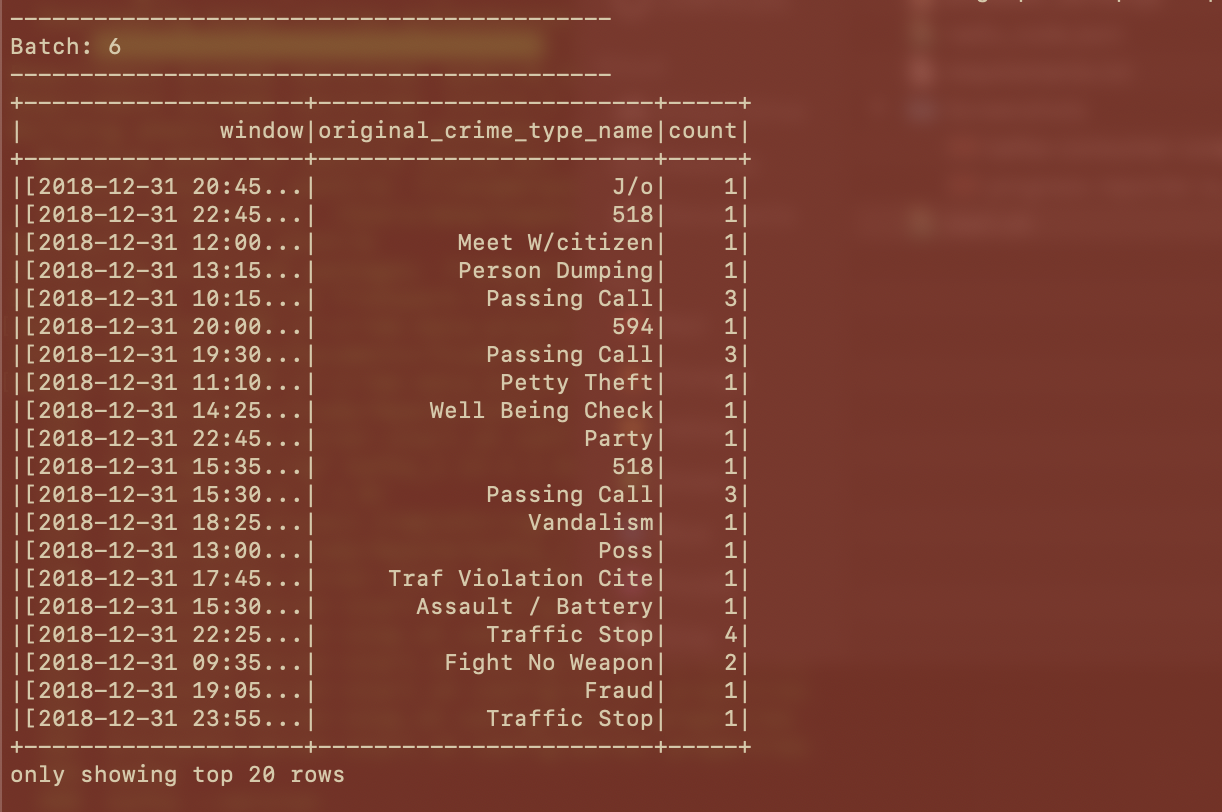 -------------------------------------------
Batch: 6
-------------------------------------------
+--------------------+------------------------+-----+
|              window|original_crime_type_name|count|
+--------------------+------------------------+-----+
|[2018-12-31 20:45...|                     J/o|    1|
|[2018-12-31 22:45...|                     518|    1|
|[2018-12-31 12:00...|          Meet W/citizen|    1|
|[2018-12-31 13:15...|          Person Dumping|    1|
|[2018-12-31 10:15...|            Passing Call|    3|
|[2018-12-31 20:00...|                     594|    1|
|[2018-12-31 19:30...|            Passing Call|    3|
|[2018-12-31 11:10...|             Petty Theft|    1|
|[2018-12-31 14:25...|        Well Being Check|    1|
|[2018-12-31 22:45...|                   Party|    1|
|[2018-12-31 15:35...|                     518|    1|
|[2018-12-31 15:30...|            Passing Call|    3|
|[2018-12-31 18:25...|               Vandalism|    1|
|[2018-12-31 13:00...|                    Poss|    1|
|[2018-12-31 17:45...|     Traf Violation Cite|    1|
|[2018-12-31 15:30...|       Assault / Battery|    1|
|[2018-12-31 22:25...|            Traffic Stop|    4|
|[2018-12-31 09:35...|         Fight No Weapon|    2|
|[2018-12-31 19:05...|                   Fraud|    1|
|[2018-12-31 23:55...|            Traffic Stop|    1|
+--------------------+------------------------+-----+
only showing top 20 rows